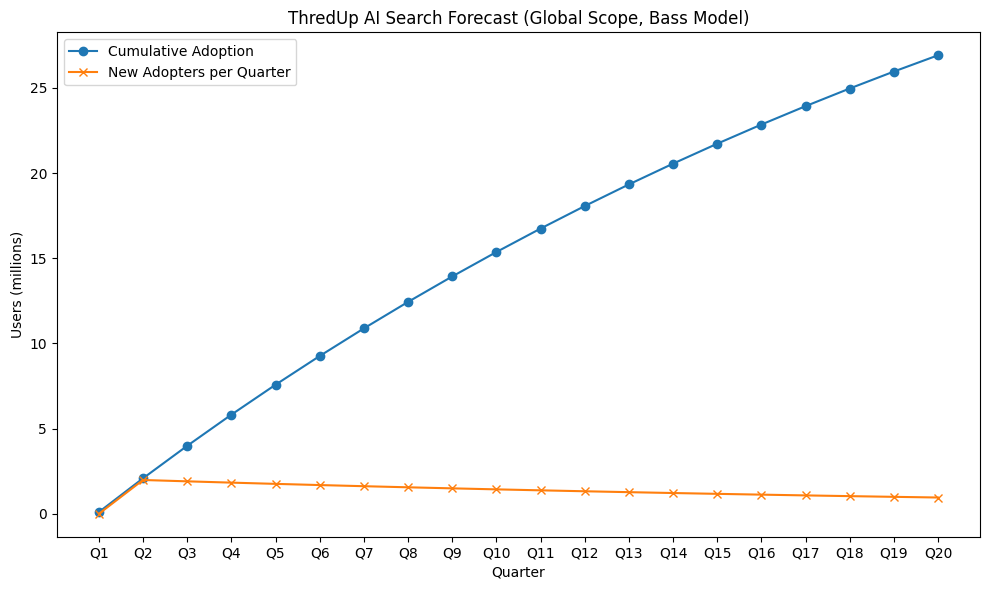 ThredUp AI Search Forecast (Global Scope, Bass Model)
Cumulative Adoption
New Adopters per Quarter
Users (millions)
25
20
15
10
5
0
Q1 Q2 Q3 Q4 Q5 Q6 Q7 Q8 Q9 Q10 Q11 Q12 Q13 Q14 Q15 Q16 Q17 Q18 Q19 Q20
Quarter